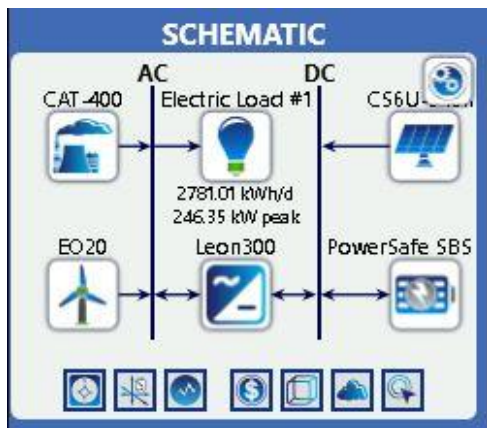 SCHEMATIC
AC DC
CAT-400 Electric Load #1 CS6U-
2781.01 kWh/d
246.35 kW peak
EO20 Leon300 PowerSafe SBS